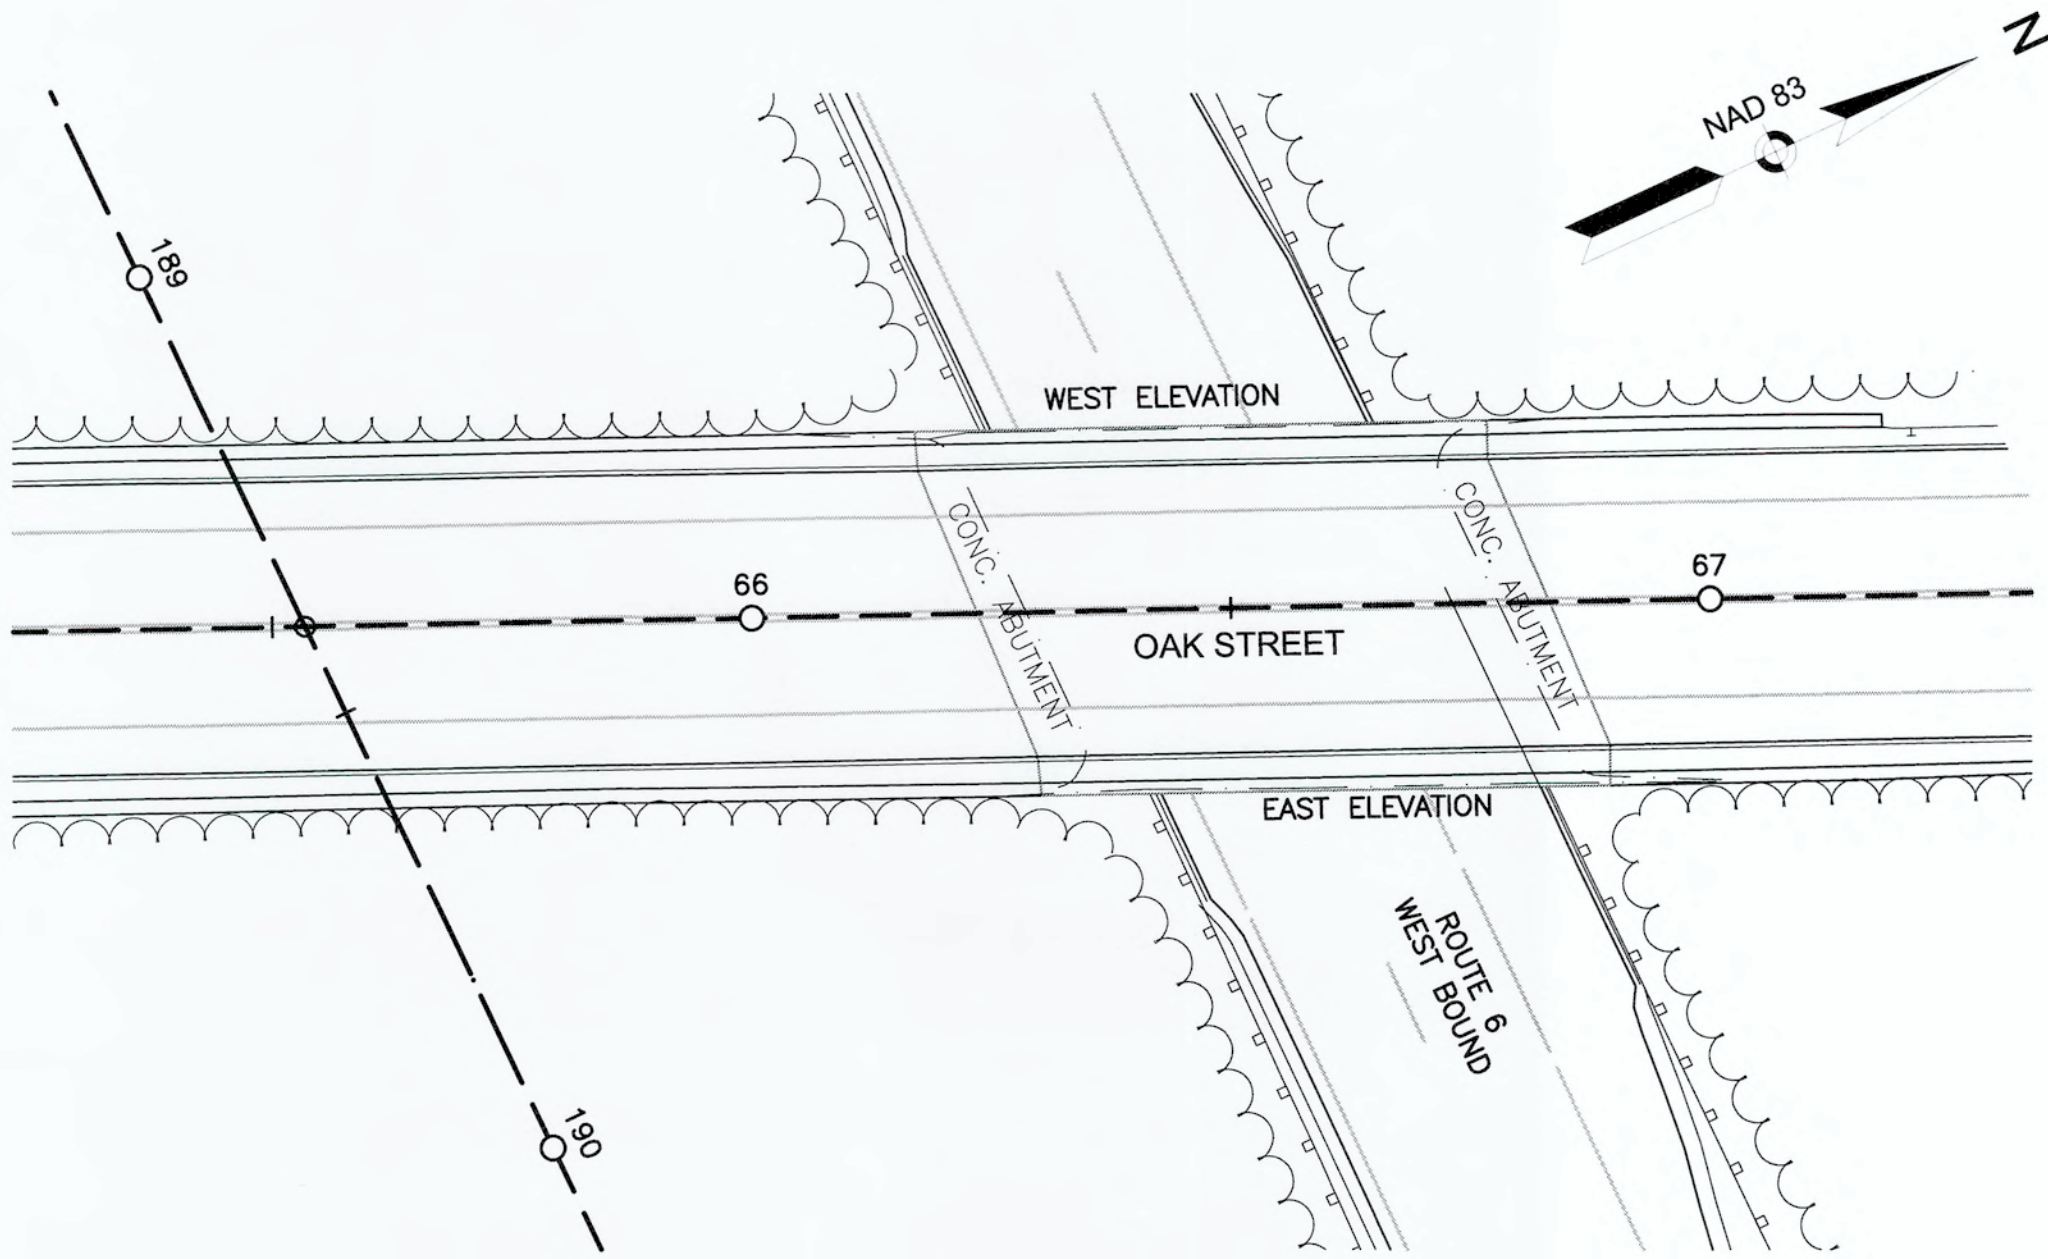 N
NAD 83
189
WEST ELEVATION
CONC. ABUTMENT
CONC. ABUTMENT
66
67
OAK STREET
EAST ELEVATION
ROUTE 6
WEST BOUND
190